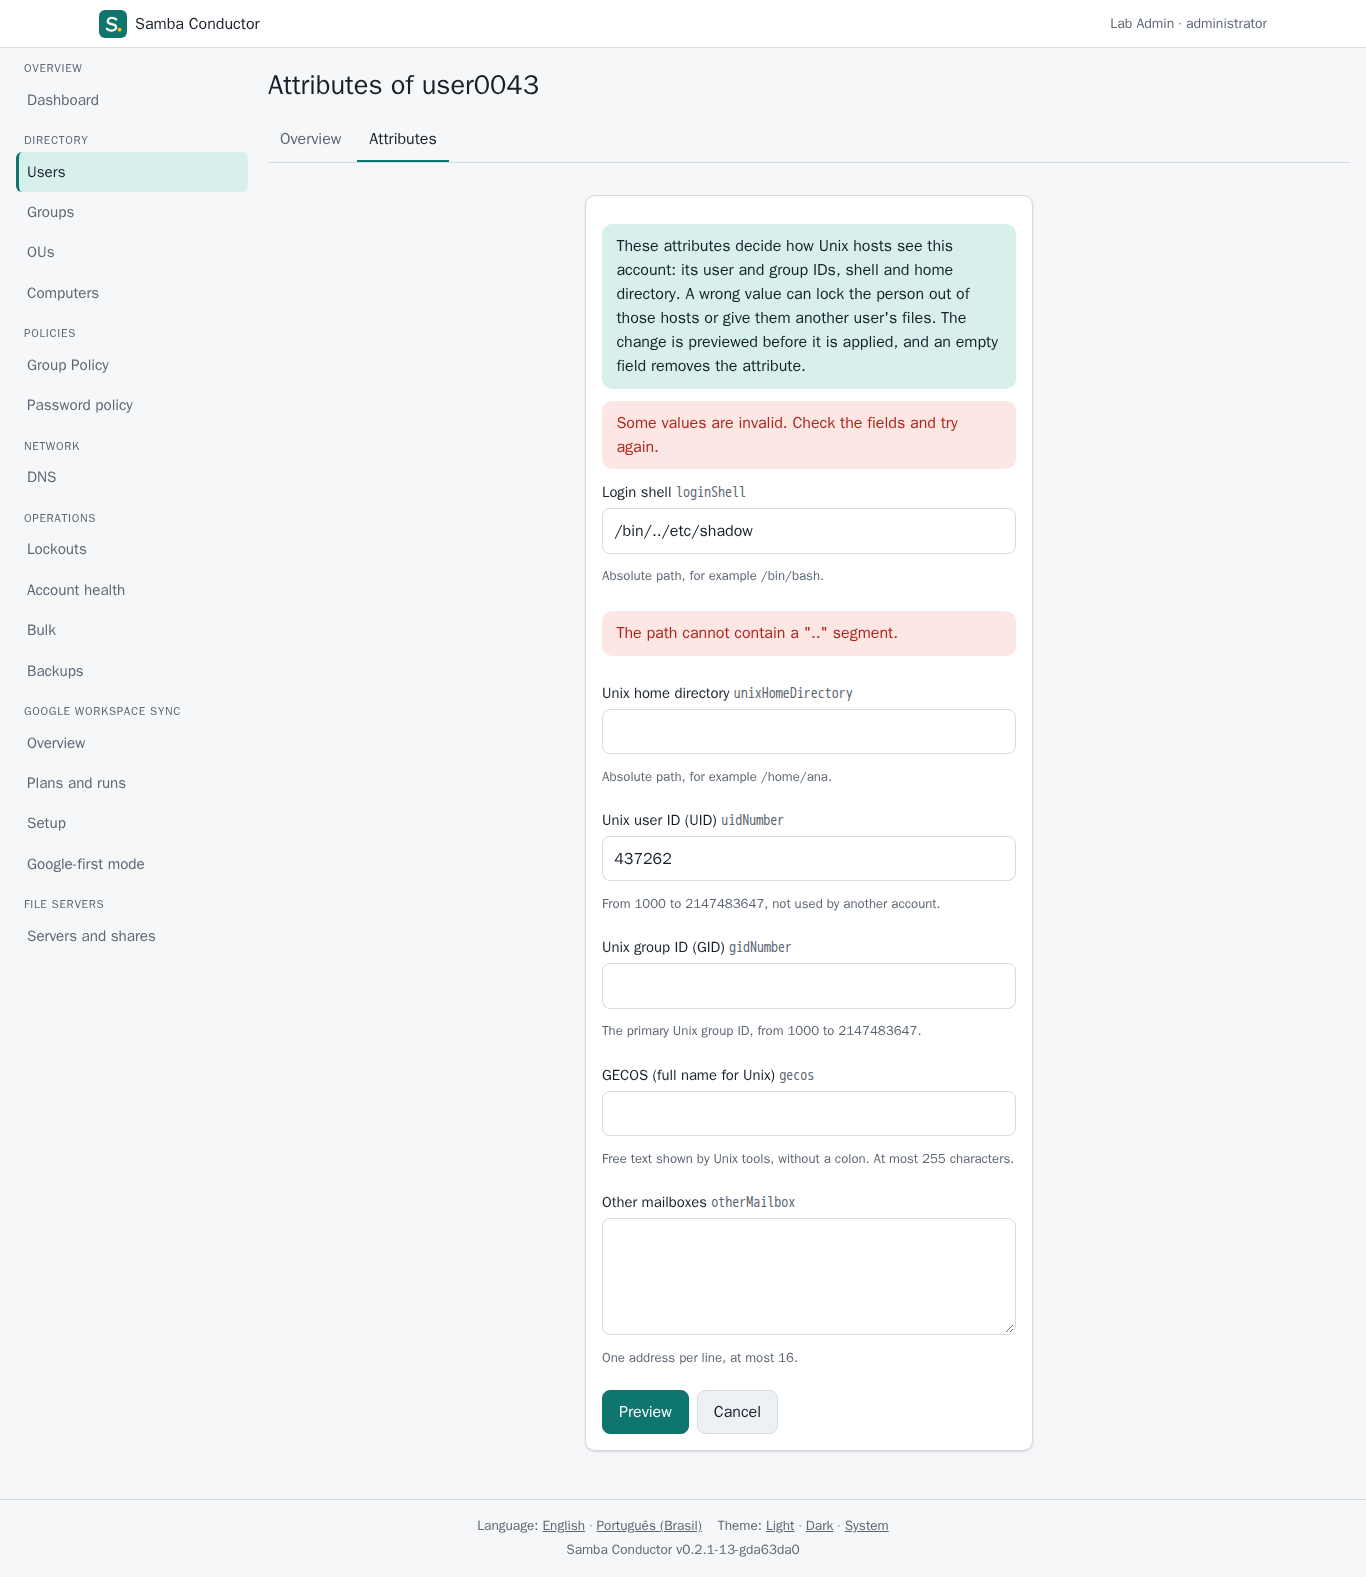 S.
Samba Conductor
Lab Admin · administrator
OVERVIEW
Dashboard
DIRECTORY
Users
Groups
OUs
Computers
POLICIES
Group Policy
Password policy
NETWORK
DNS
OPERATIONS
Lockouts
Account health
Bulk
Backups
GOOGLE WORKSPACE SYNC
Overview
Plans and runs
Setup
Google-first mode
FILE SERVERS
Servers and shares
Attributes of user0043
Overview
Attributes
These attributes decide how Unix hosts see this
account: its user and group IDs, shell and home
directory. A wrong value can lock the person out of
those hosts or give them another user's files. The
change is previewed before it is applied, and an empty
field removes the attribute.
Some values are invalid. Check the fields and try
again.
Login shell loginShell
/bin/../etc/shadow
Absolute path, for example /bin/bash.
The path cannot contain a ".." segment.
Unix home directory unixHomeDirectory
Absolute path, for example /home/ana.
Unix user ID (UID) uidNumber
437262
From 1000 to 2147483647, not used by another account.
Unix group ID (GID) gidNumber
The primary Unix group ID, from 1000 to 2147483647.
GECOS (full name for Unix) gecos
Free text shown by Unix tools, without a colon. At most 255 characters.
Other mailboxes otherMailbox
One address per line, at most 16.
Preview
Cancel
Language: English · Português (Brasil) Theme: Light · Dark · System
Samba Conductor v0.2.1-13-gda63da0